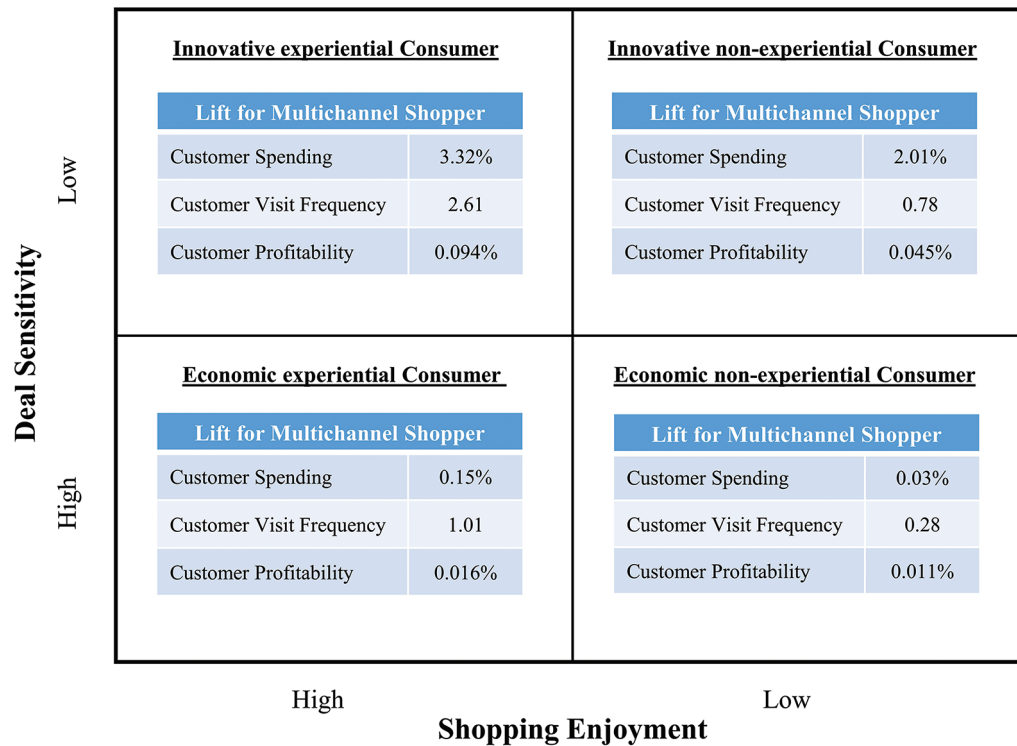 Innovative experiential Consumer
Lift for Multichannel Shopper
Customer Spending 3.32%
Customer Visit Frequency 2.61
Customer Profitability 0.094%
Innovative non-experiential Consumer
Lift for Multichannel Shopper
Customer Spending 2.01%
Customer Visit Frequency 0.78
Customer Profitability 0.045%
Economic experiential Consumer
Lift for Multichannel Shopper
Customer Spending 0.15%
Customer Visit Frequency 1.01
Customer Profitability 0.016%
Economic non-experiential Consumer
Lift for Multichannel Shopper
Customer Spending 0.03%
Customer Visit Frequency 0.28
Customer Profitability 0.011%
Deal Sensitivity
Low
High
High
Low
Shopping Enjoyment